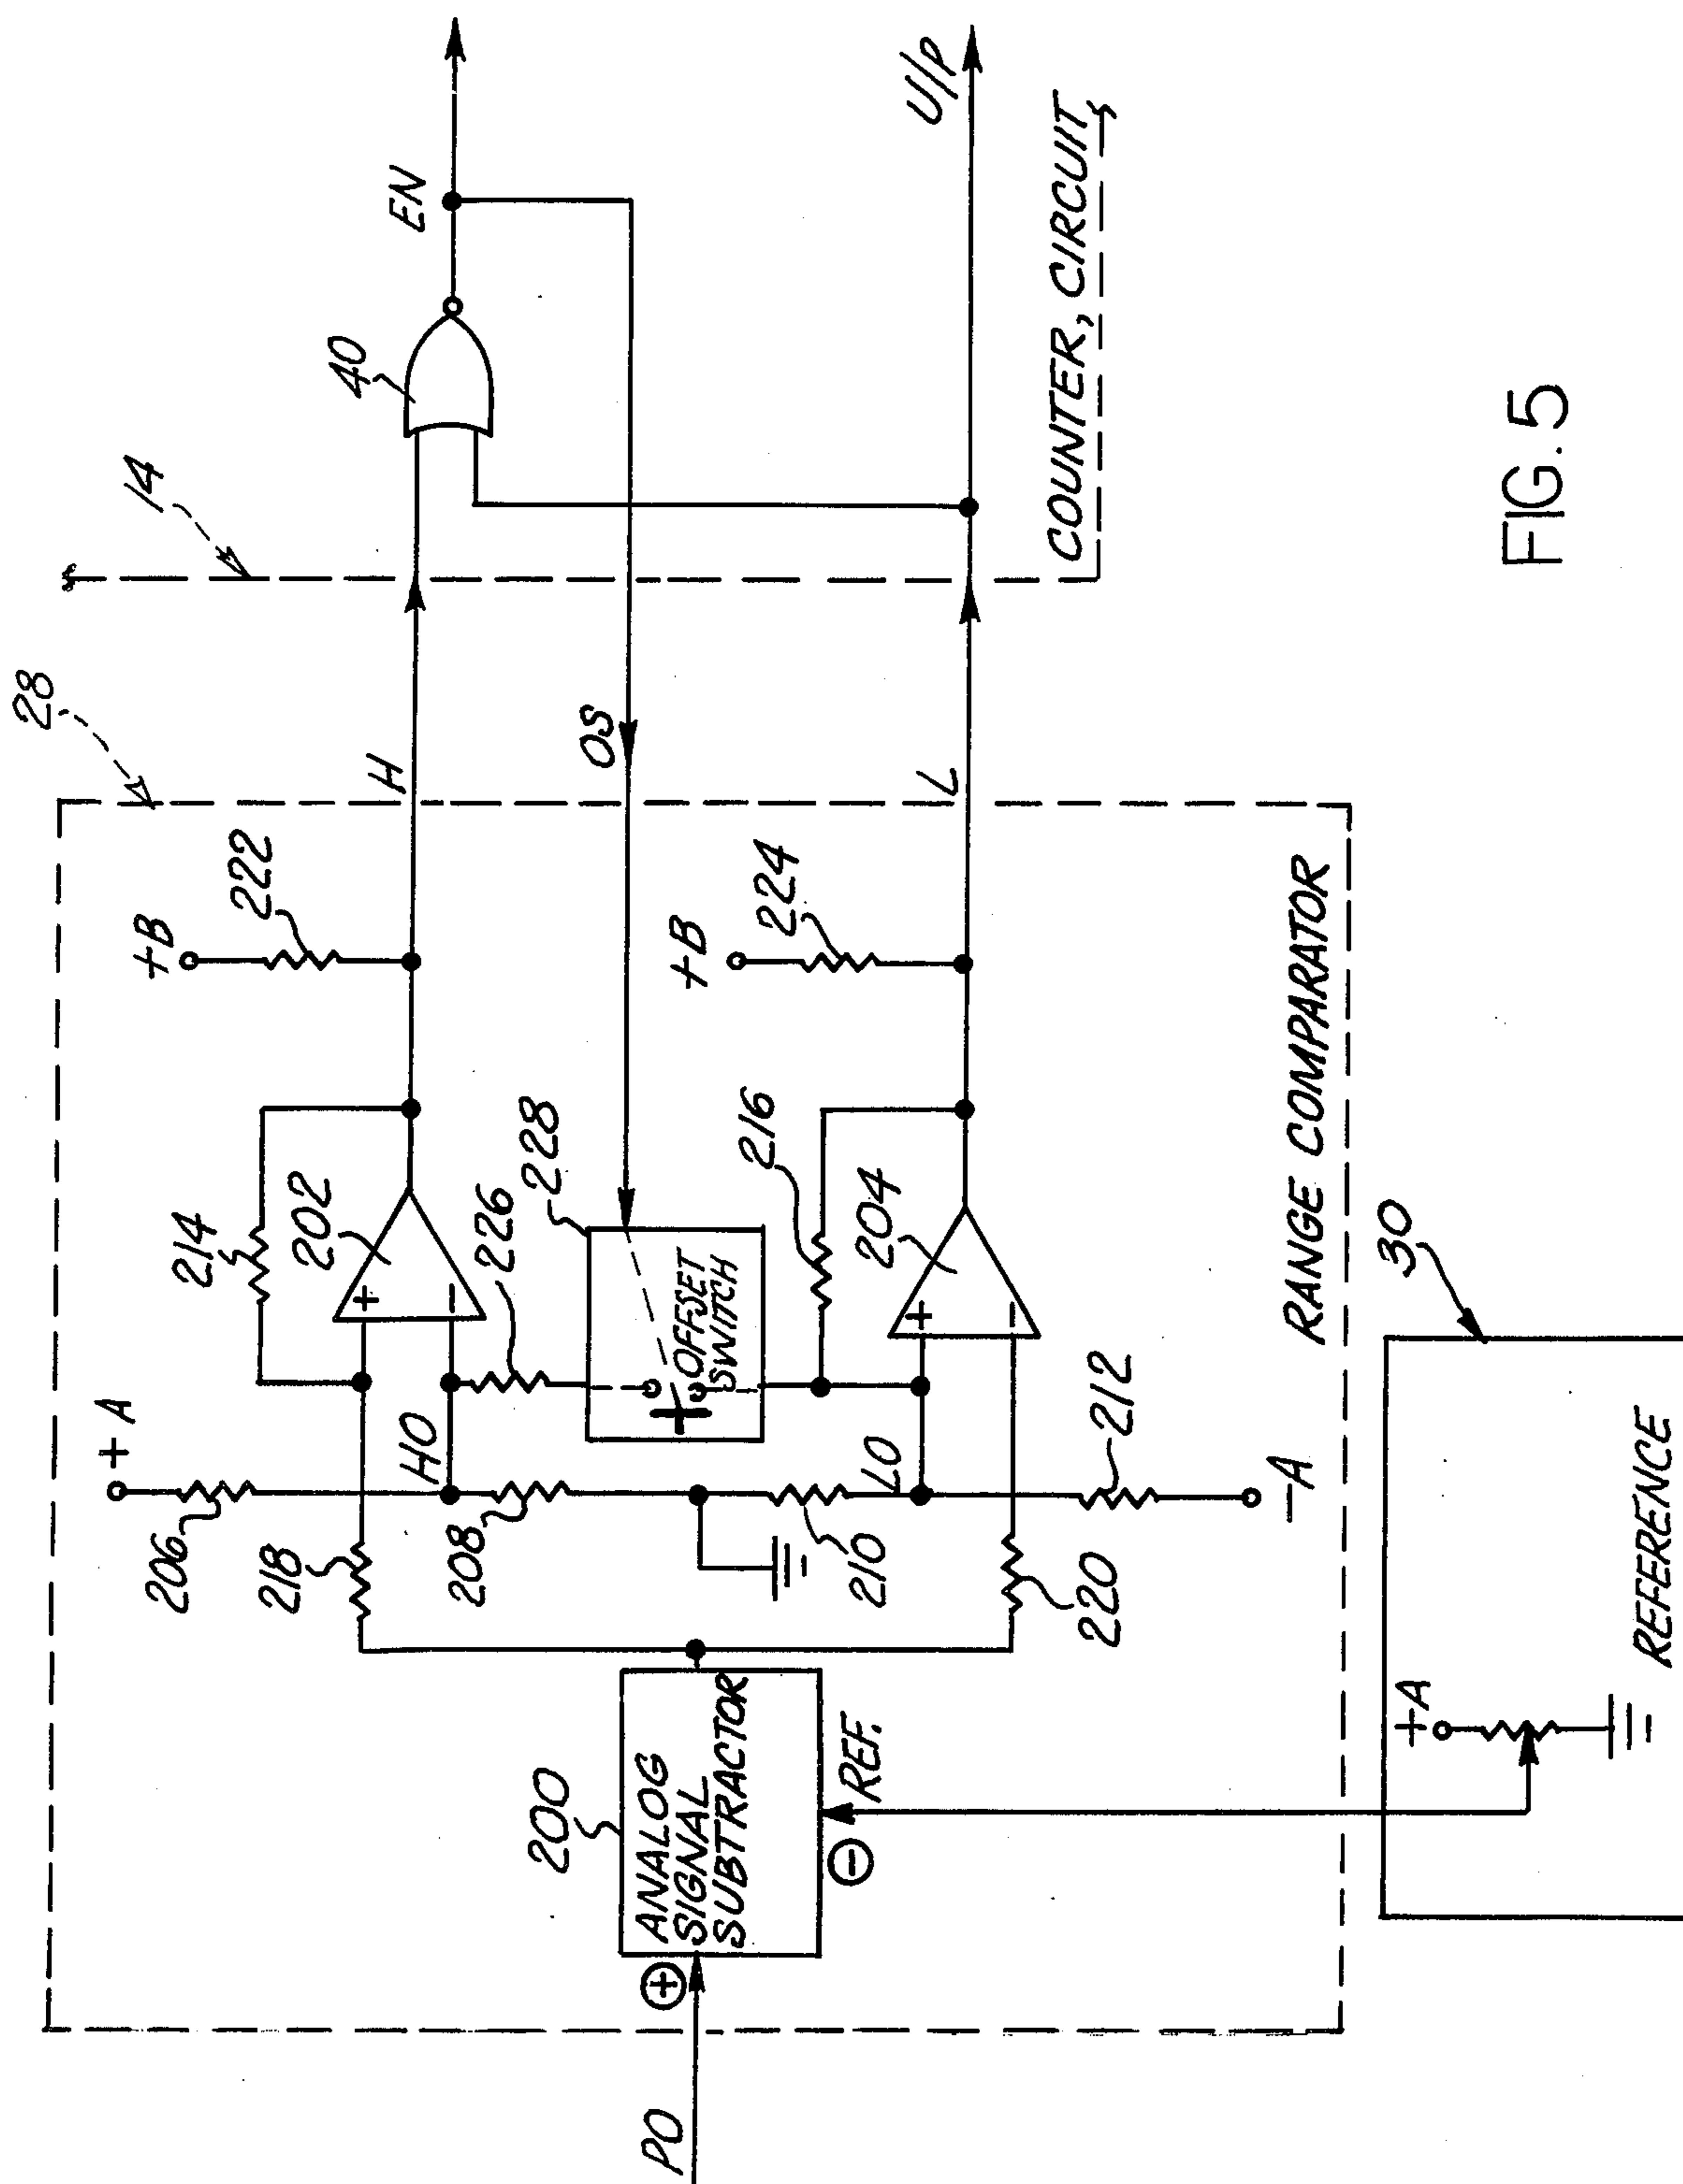 28
14
+B
222
H
40
EN
+A
214
202
206
218
HO
+
−
226
228
OS
OFFSET
SWITCH
208
+B
224
216
204
U/D
200
ANALOG
SIGNAL
SUBTRACTOR
210
LO
+
−
L
PO
+
−
REF.
220
212
−A
COUNTER, CIRCUIT
RANGE COMPARATOR
30
+A
REFERENCE
FIG. 5